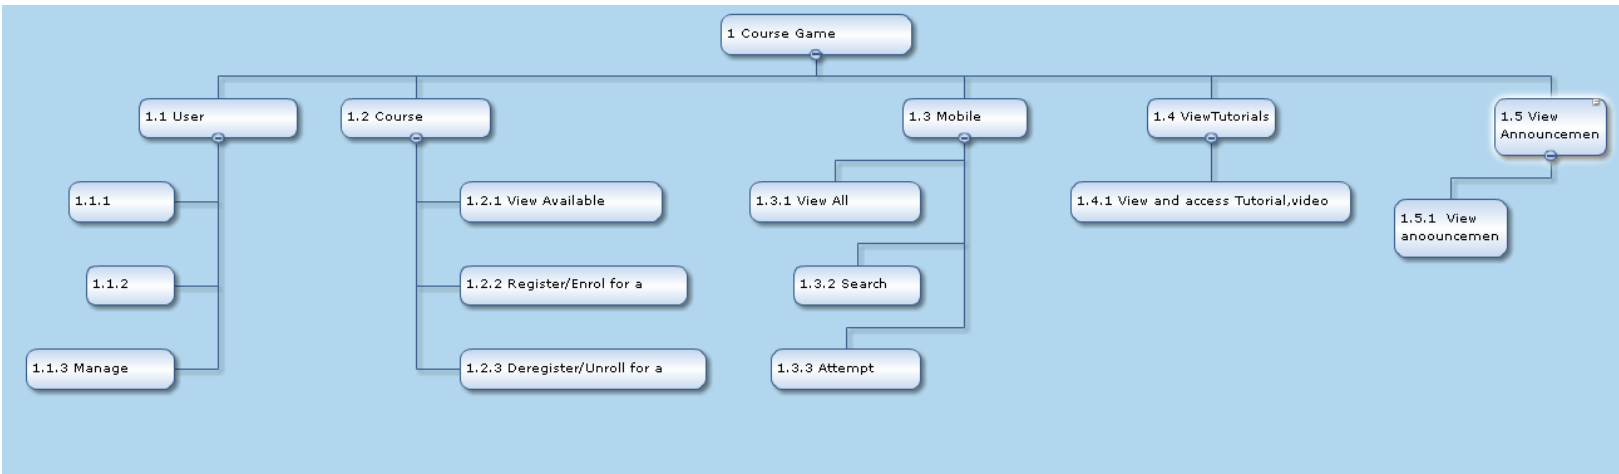 1 Course Game
1.1 User
1.2 Course
1.3 Mobile
1.4 ViewTutorials
1.5 View
Announcemen
1.1.1
1.1.2
1.1.3 Manage
1.2.1 View Available
1.2.2 Register/Enrol for a
1.2.3 Deregister/Unroll for a
1.3.1 View All
1.3.2 Search
1.3.3 Attempt
1.4.1 View and access Tutorial,video
1.5.1 View
anoouncemen